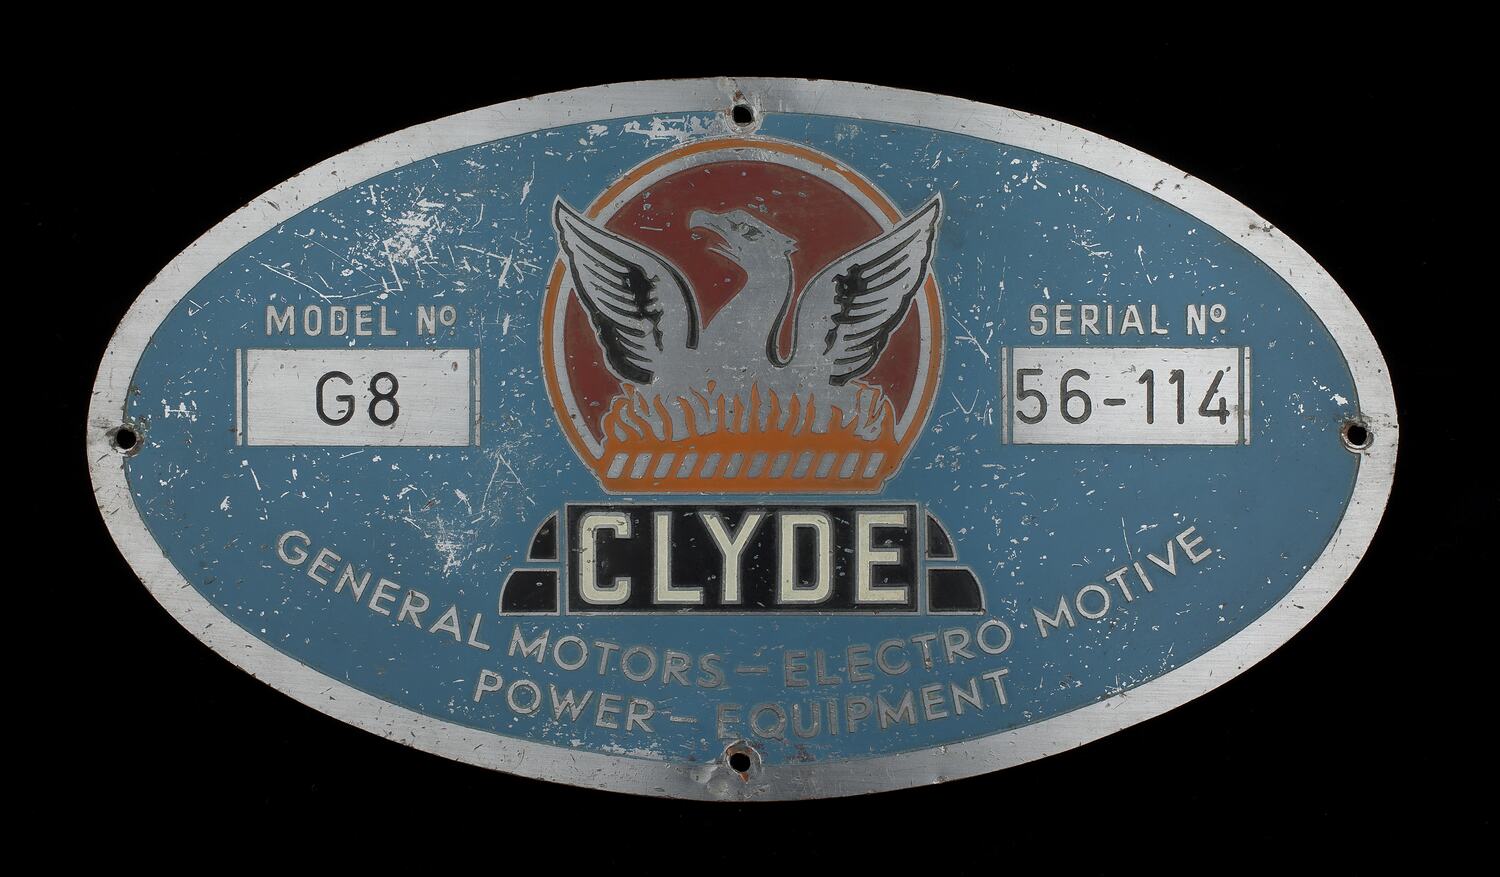 MODEL Nº
G8
SERIAL Nº
56-114
CLYDE
GENERAL MOTORS – ELECTRO MOTIVE
POWER – EQUIPMENT